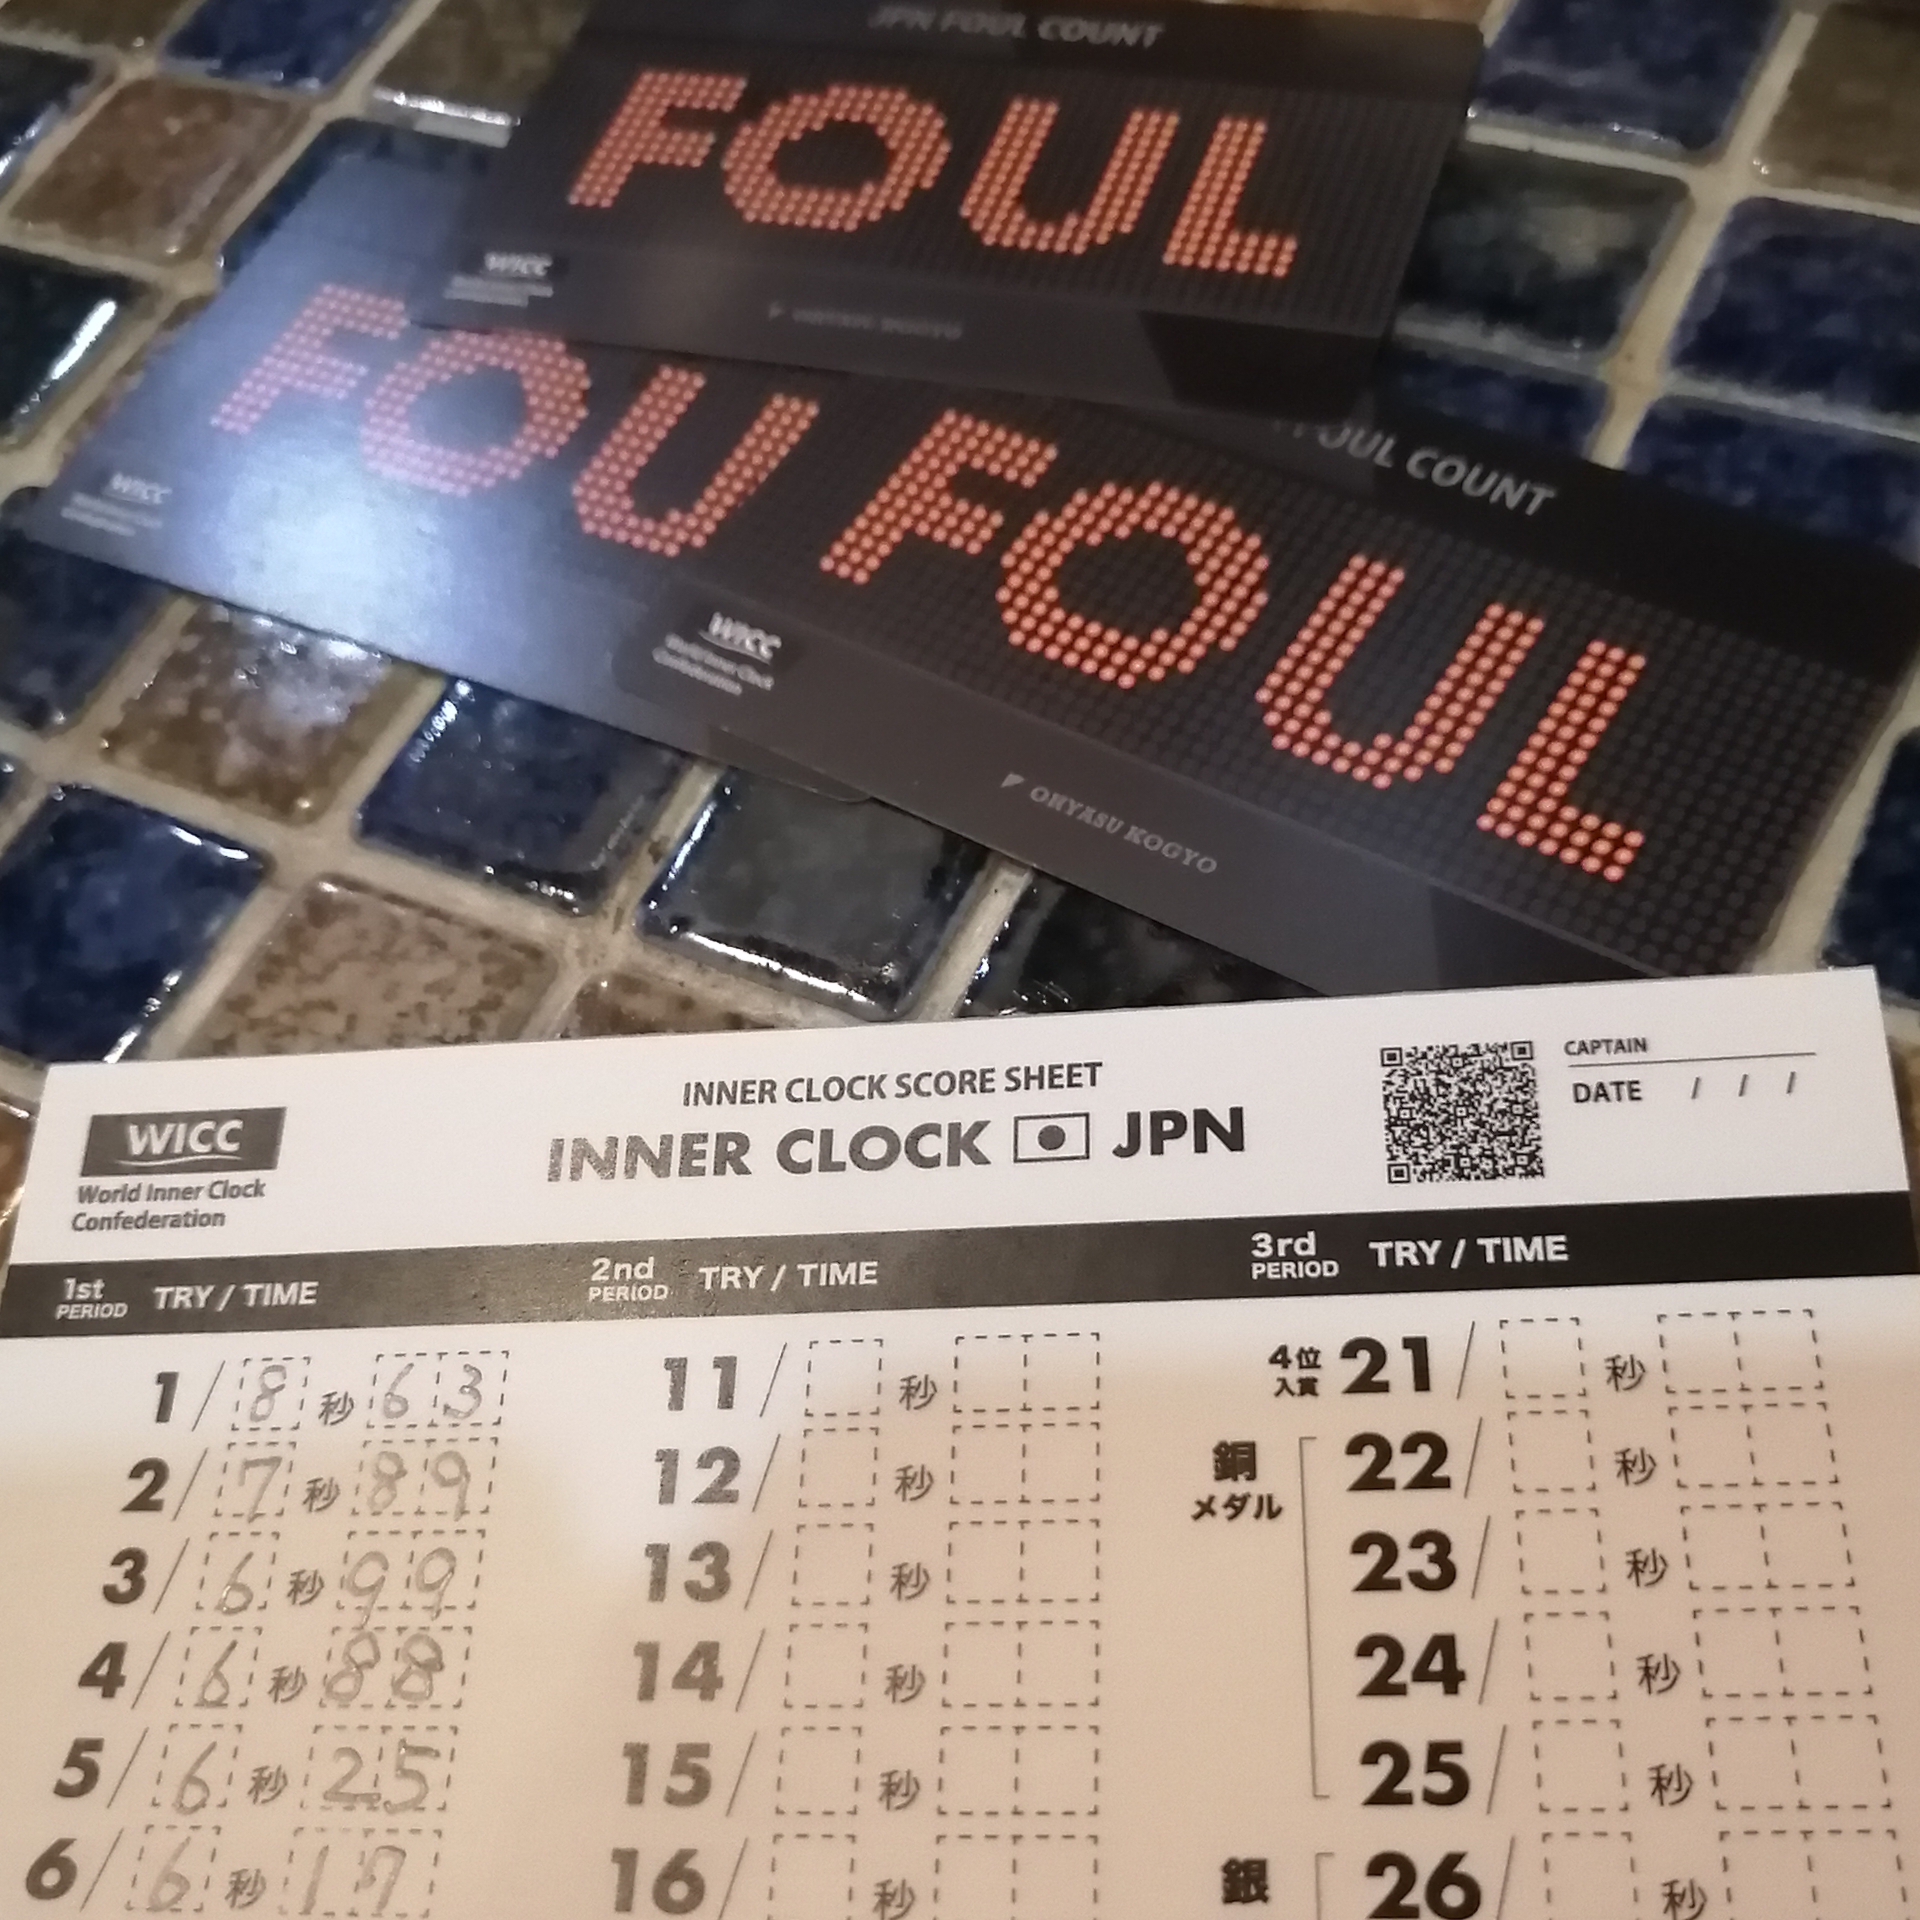 JPN FOUL COUNT
FOUL
WICC
FOU
FOUL COUNT
FOUL
WICC
WICC
World Inner Clock
Confederation
OHYASU KOGYO
INNER CLOCK SCORE SHEET
INNER CLOCK JPN
WICC
World Inner Clock
Confederation
CAPTAIN
DATE / / /
1st PERIOD TRY / TIME
2nd PERIOD TRY / TIME
3rd PERIOD TRY / TIME
1 / 8 秒 63
2 / 7 秒 89
3 / 6 秒 99
4 / 6 秒 88
5 / 6 秒 25
6 / 6 秒 17
11 / 秒
12 / 秒
13 / 秒
14 / 秒
15 / 秒
16 / 秒
4位入賞 21 / 秒
銅メダル
22 / 秒
23 / 秒
24 / 秒
25 / 秒
銀 26 / 秒